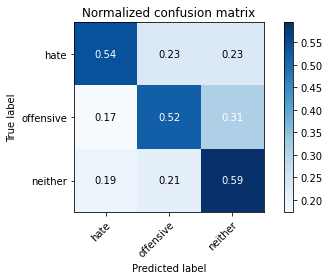 Normalized confusion matrix
True label
hate
offensive
neither
0.54 0.23 0.23
0.17 0.52 0.31
0.19 0.21 0.59
hate
offensive
neither
Predicted label
0.55
0.50
0.45
0.40
0.35
0.30
0.25
0.20